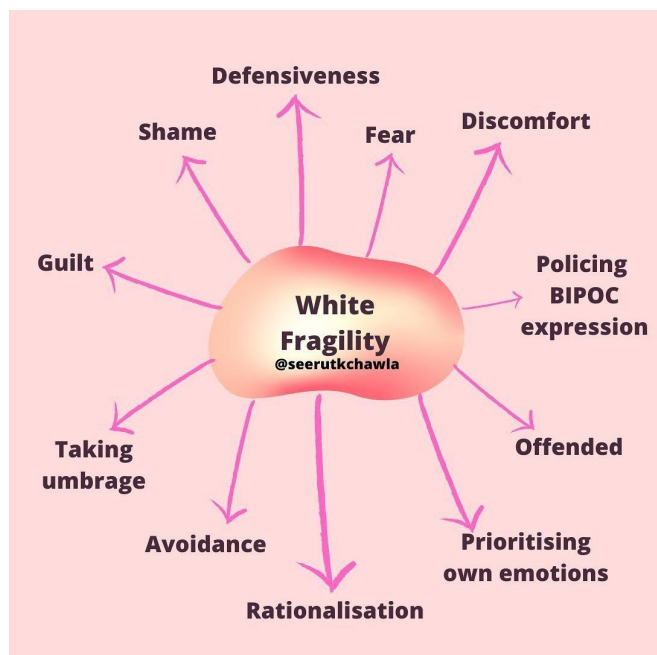 Defensiveness
Shame
Fear
Discomfort
Guilt
Policing
BIPOC
expression
White
Fragility
@seerutkchawla
Taking
umbrage
Offended
Avoidance
Prioritising
own emotions
Rationalisation